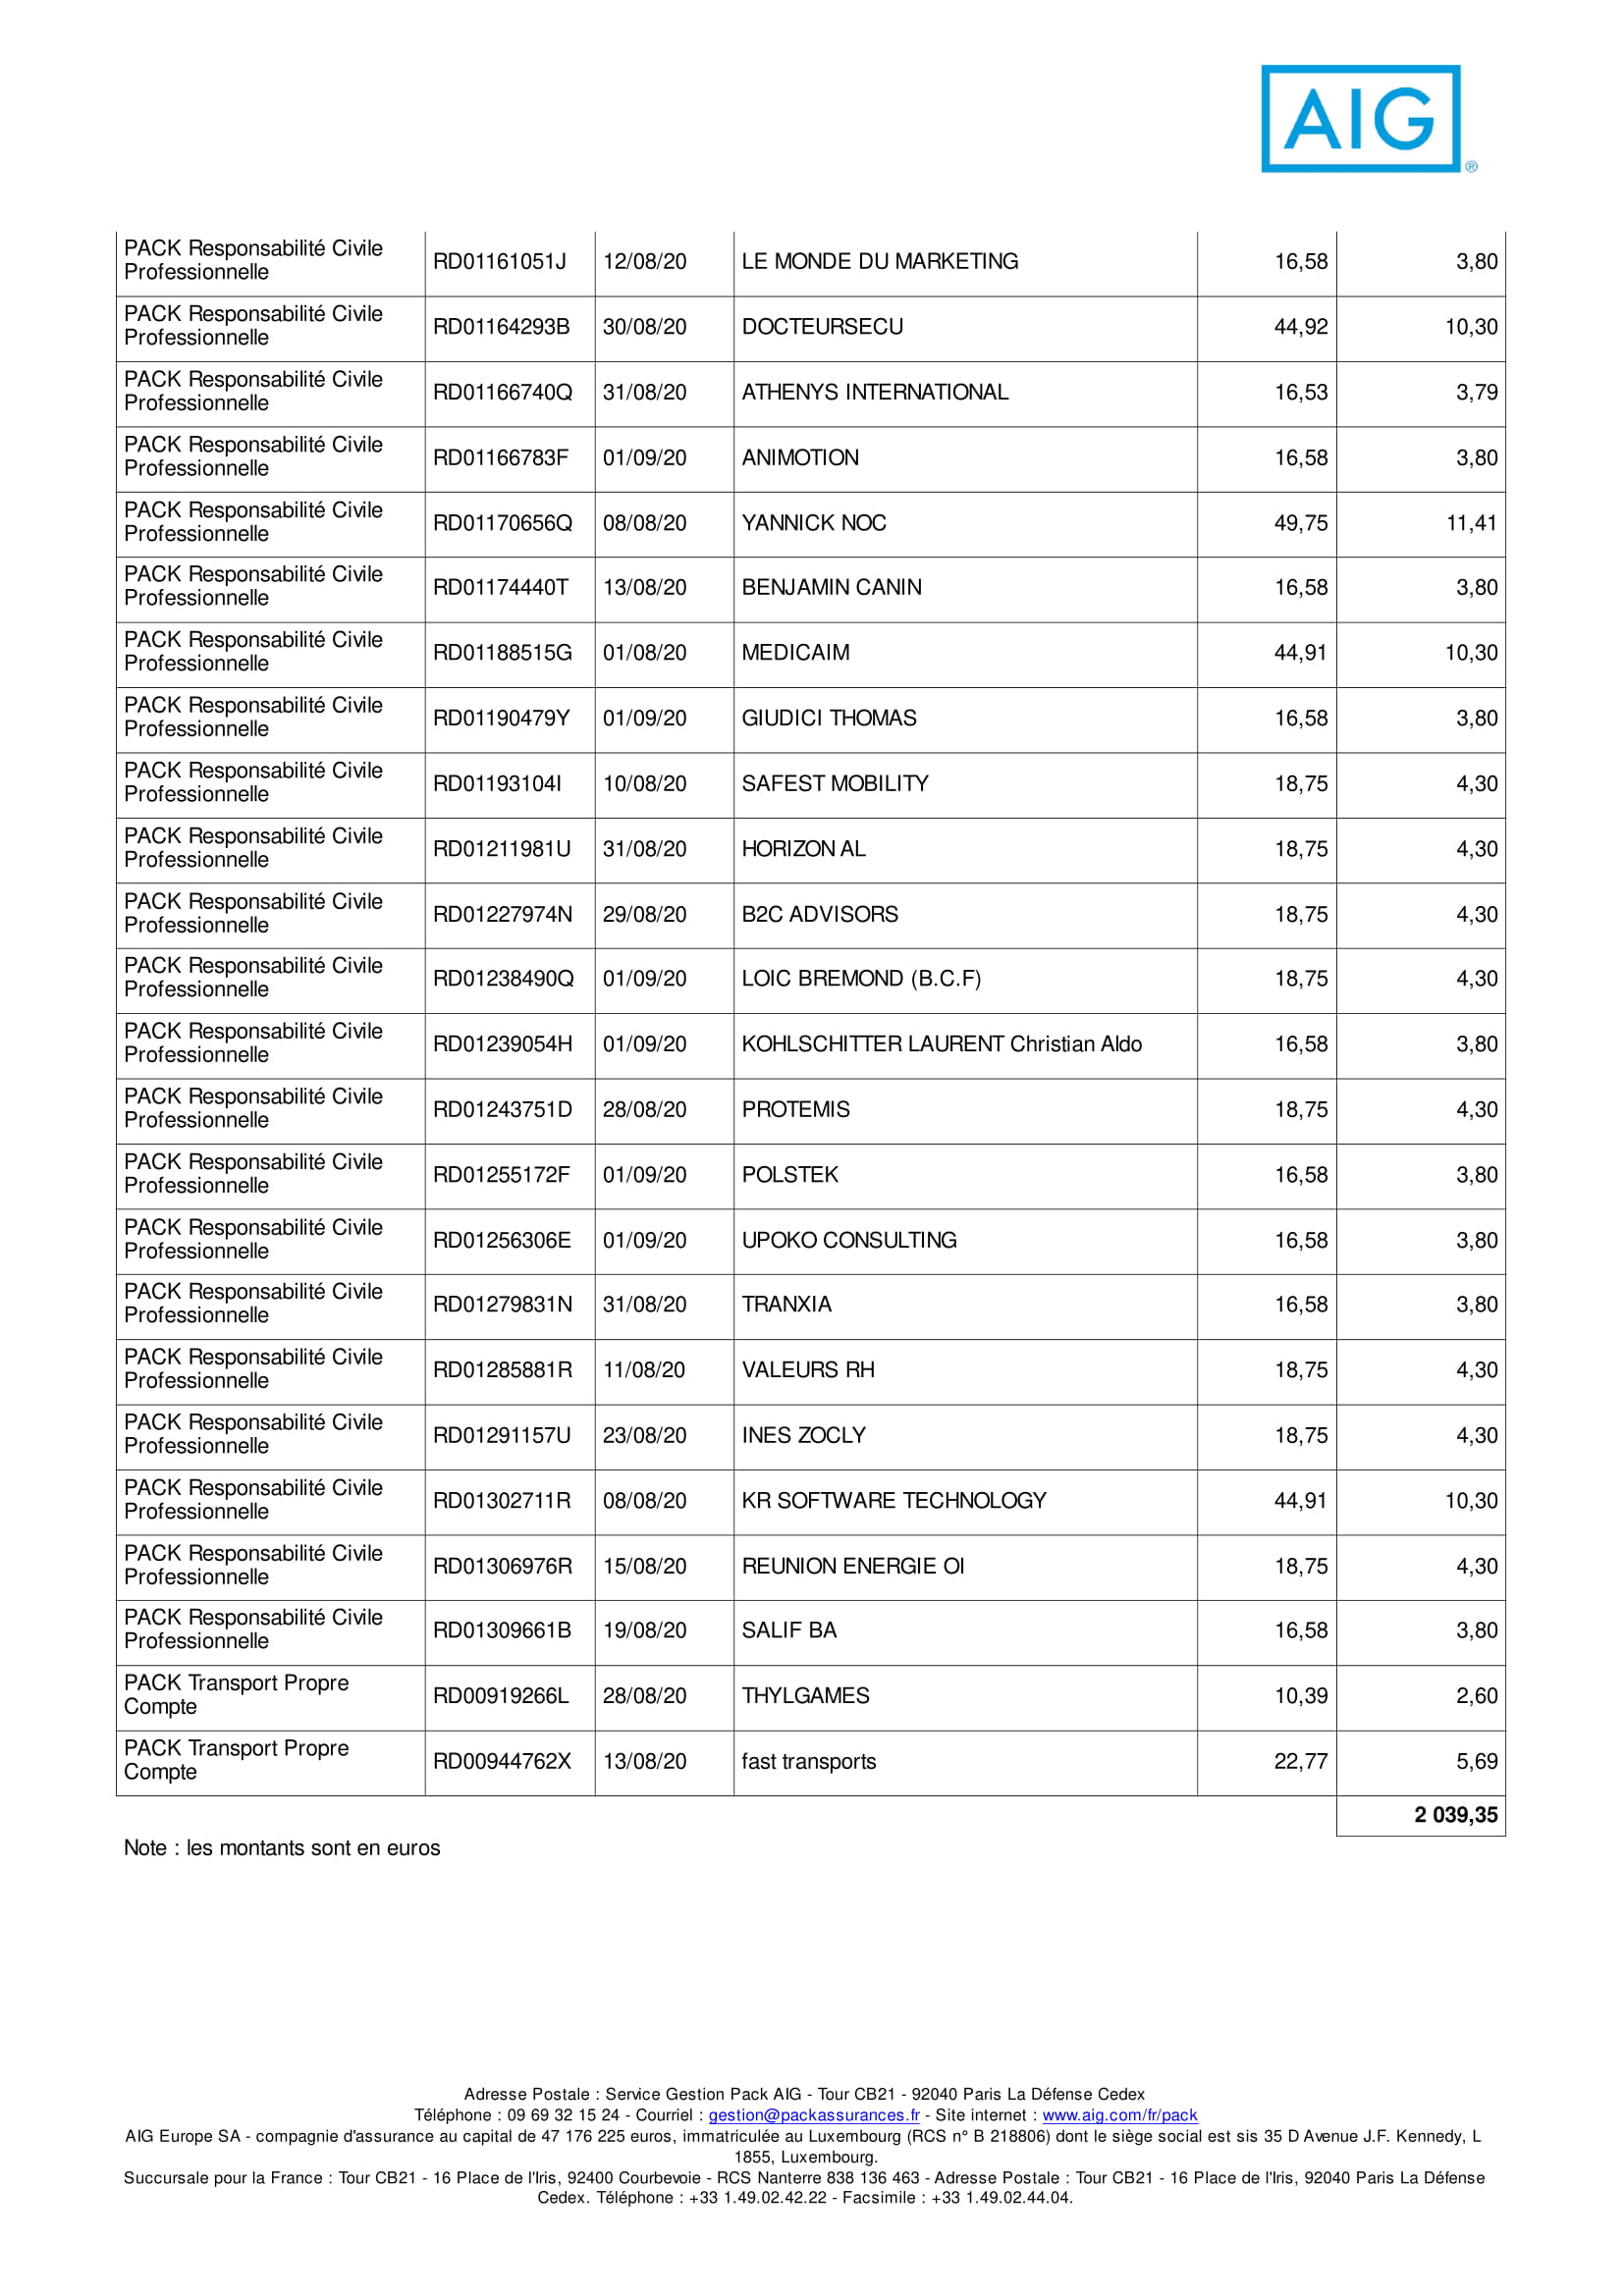 AIG
®
PACK Responsabilité Civile
Professionnelle
RD01161051J 12/08/20 LE MONDE DU MARKETING 16,58 3,80
PACK Responsabilité Civile
Professionnelle
RD01164293B 30/08/20 DOCTEURSECU 44,92 10,30
PACK Responsabilité Civile
Professionnelle
RD01166740Q 31/08/20 ATHENYS INTERNATIONAL 16,53 3,79
PACK Responsabilité Civile
Professionnelle
RD01166783F 01/09/20 ANIMOTION 16,58 3,80
PACK Responsabilité Civile
Professionnelle
RD01170656Q 08/08/20 YANNICK NOC 49,75 11,41
PACK Responsabilité Civile
Professionnelle
RD01174440T 13/08/20 BENJAMIN CANIN 16,58 3,80
PACK Responsabilité Civile
Professionnelle
RD01188515G 01/08/20 MEDICAIM 44,91 10,30
PACK Responsabilité Civile
Professionnelle
RD01190479Y 01/09/20 GIUDICI THOMAS 16,58 3,80
PACK Responsabilité Civile
Professionnelle
RD01193104I 10/08/20 SAFEST MOBILITY 18,75 4,30
PACK Responsabilité Civile
Professionnelle
RD01211981U 31/08/20 HORIZON AL 18,75 4,30
PACK Responsabilité Civile
Professionnelle
RD01227974N 29/08/20 B2C ADVISORS 18,75 4,30
PACK Responsabilité Civile
Professionnelle
RD01238490Q 01/09/20 LOIC BREMOND (B.C.F) 18,75 4,30
PACK Responsabilité Civile
Professionnelle
RD01239054H 01/09/20 KOHLSCHITTER LAURENT Christian Aldo 16,58 3,80
PACK Responsabilité Civile
Professionnelle
RD01243751D 28/08/20 PROTEMIS 18,75 4,30
PACK Responsabilité Civile
Professionnelle
RD01255172F 01/09/20 POLSTEK 16,58 3,80
PACK Responsabilité Civile
Professionnelle
RD01256306E 01/09/20 UPOKO CONSULTING 16,58 3,80
PACK Responsabilité Civile
Professionnelle
RD01279831N 31/08/20 TRANXIA 16,58 3,80
PACK Responsabilité Civile
Professionnelle
RD01285881R 11/08/20 VALEURS RH 18,75 4,30
PACK Responsabilité Civile
Professionnelle
RD01291157U 23/08/20 INES ZOCLY 18,75 4,30
PACK Responsabilité Civile
Professionnelle
RD01302711R 08/08/20 KR SOFTWARE TECHNOLOGY 44,91 10,30
PACK Responsabilité Civile
Professionnelle
RD01306976R 15/08/20 REUNION ENERGIE OI 18,75 4,30
PACK Responsabilité Civile
Professionnelle
RD01309661B 19/08/20 SALIF BA 16,58 3,80
PACK Transport Propre
Compte
RD00919266L 28/08/20 THYLGAMES 10,39 2,60
PACK Transport Propre
Compte
RD00944762X 13/08/20 fast transports 22,77 5,69
2 039,35
Note : les montants sont en euros
Adresse Postale : Service Gestion Pack AIG - Tour CB21 - 92040 Paris La Défense Cedex
Téléphone : 09 69 32 15 24 - Courriel : gestion@packassurances.fr - Site internet : www.aig.com/fr/pack
AIG Europe SA - compagnie d'assurance au capital de 47 176 225 euros, immatriculée au Luxembourg (RCS n° B 218806) dont le siège social est sis 35 D Avenue J.F. Kennedy, L
1855, Luxembourg.
Succursale pour la France : Tour CB21 - 16 Place de l'Iris, 92400 Courbevoie - RCS Nanterre 838 136 463 - Adresse Postale : Tour CB21 - 16 Place de l'Iris, 92040 Paris La Défense
Cedex. Téléphone : +33 1.49.02.42.22 - Facsimile : +33 1.49.02.44.04.